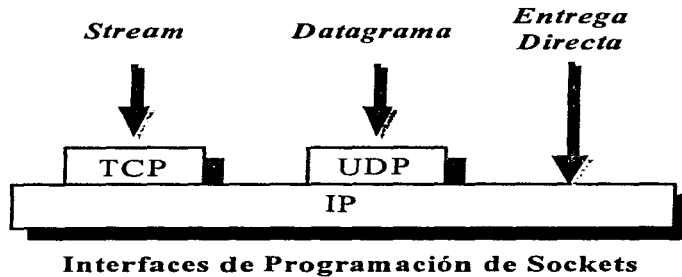 Stream
Datagrama
Entrega
Directa
TCP
UDP
IP
Interfaces de Programación de Sockets